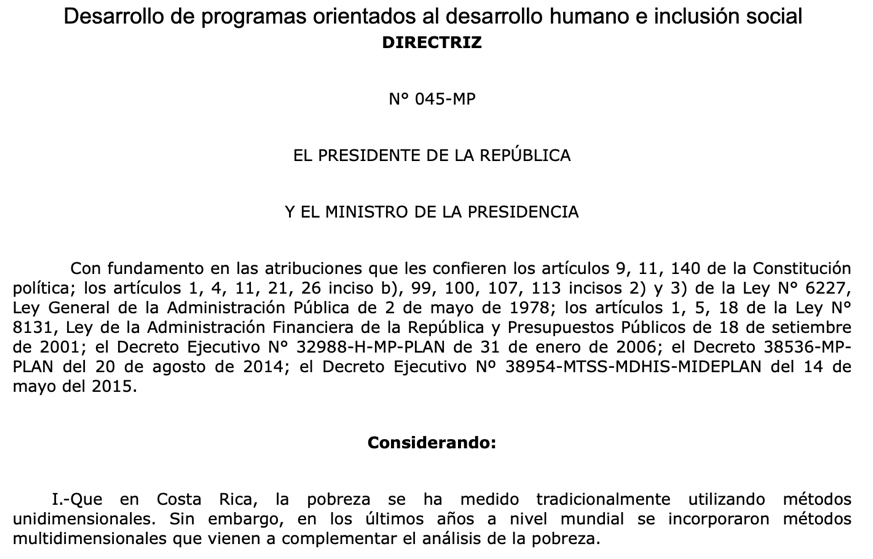 Desarrollo de programas orientados al desarrollo humano e inclusión social
DIRECTRIZ
N° 045-MP
EL PRESIDENTE DE LA REPÚBLICA
Y EL MINISTRO DE LA PRESIDENCIA
Con fundamento en las atribuciones que les confieren los artículos 9, 11, 140 de la Constitución
política; los artículos 1, 4, 11, 21, 26 inciso b), 99, 100, 107, 113 incisos 2) y 3) de la Ley N° 6227,
Ley General de la Administración Pública de 2 de mayo de 1978; los artículos 1, 5, 18 de la Ley N°
8131, Ley de la Administración Financiera de la República y Presupuestos Públicos de 18 de setiembre
de 2001; el Decreto Ejecutivo N° 32988-H-MP-PLAN de 31 de enero de 2006; el Decreto 38536-MP-
PLAN del 20 de agosto de 2014; el Decreto Ejecutivo Nº 38954-MTSS-MDHIS-MIDEPLAN del 14 de
mayo del 2015.
Considerando:
I.-Que en Costa Rica, la pobreza se ha medido tradicionalmente utilizando métodos
unidimensionales. Sin embargo, en los últimos años a nivel mundial se incorporaron métodos
multidimensionales que vienen a complementar el análisis de la pobreza.